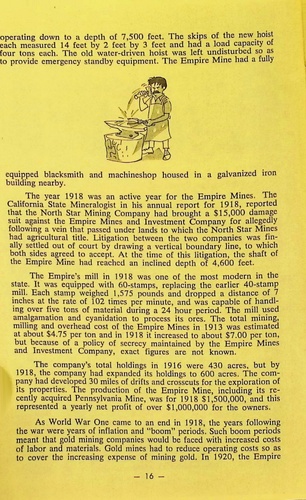 operating down to a depth of 7,500 feet. The skips of the new hoist
each measured 14 feet by 2 feet by 3 feet and had a load capacity of
four tons each. The old water-driven hoist was left undisturbed so as
to provide emergency standby equipment. The Empire Mine had a fully
equipped blacksmith and machineshop housed in a galvanized iron
building nearby.
The year 1918 was an active year for the Empire Mines. The
California State Mineralogist in his annual report for 1918, reported
that the North Star Mining Company had brought a $15,000 damage
suit against the Empire Mines and Investment Company for allegedly
following a vein that passed under lands to which the North Star Mines
had agricultural title. Litigation between the two companies was fin-
ally settled out of court by drawing a vertical boundary line, to which
both sides agreed to accept. At the time of this litigation, the shaft of
the Empire Mine had reached an inclined depth of 4,600 feet.
The Empire's mill in 1918 was one of the most modern in the
state. It was equipped with 60-stamps, replacing the earlier 40-stamp
mill. Each stamp weighed 1,575 pounds and dropped a distance of 7
inches at the rate of 102 times per minute, and was capable of handl-
ing over five tons of material during a 24 hour period. The mill used
amalgamation and cyanidation to process its ores. The total mining,
milling and overhead cost of the Empire Mines in 1913 was estimated
at about $4.75 per ton and in 1918 it increased to about $7.00 per ton,
but because of a policy of secrecy maintained by the Empire Mines
and Investment Company, exact figures are not known.
The company's total holdings in 1916 were 430 acres, but by
1918, the company had expanded its holdings to 600 acres. The com-
pany had developed 30 miles of drifts and crosscuts for the exploration of
its properties. The production of the Empire Mine, including its re-
cently acquired Pennsylvania Mine, was for 1918 $1,500,000, and this
represented a yearly net profit of over $1,000,000 for the owners.
As World War One came to an end in 1918, the years following
the war were years of inflation and "boom" periods. Such boom periods
meant that gold mining companies would be faced with increased costs
of labor and materials. Gold mines had to reduce operating costs so as
to cover the increasing expense of mining gold. In 1920, the Empire
— 16 —